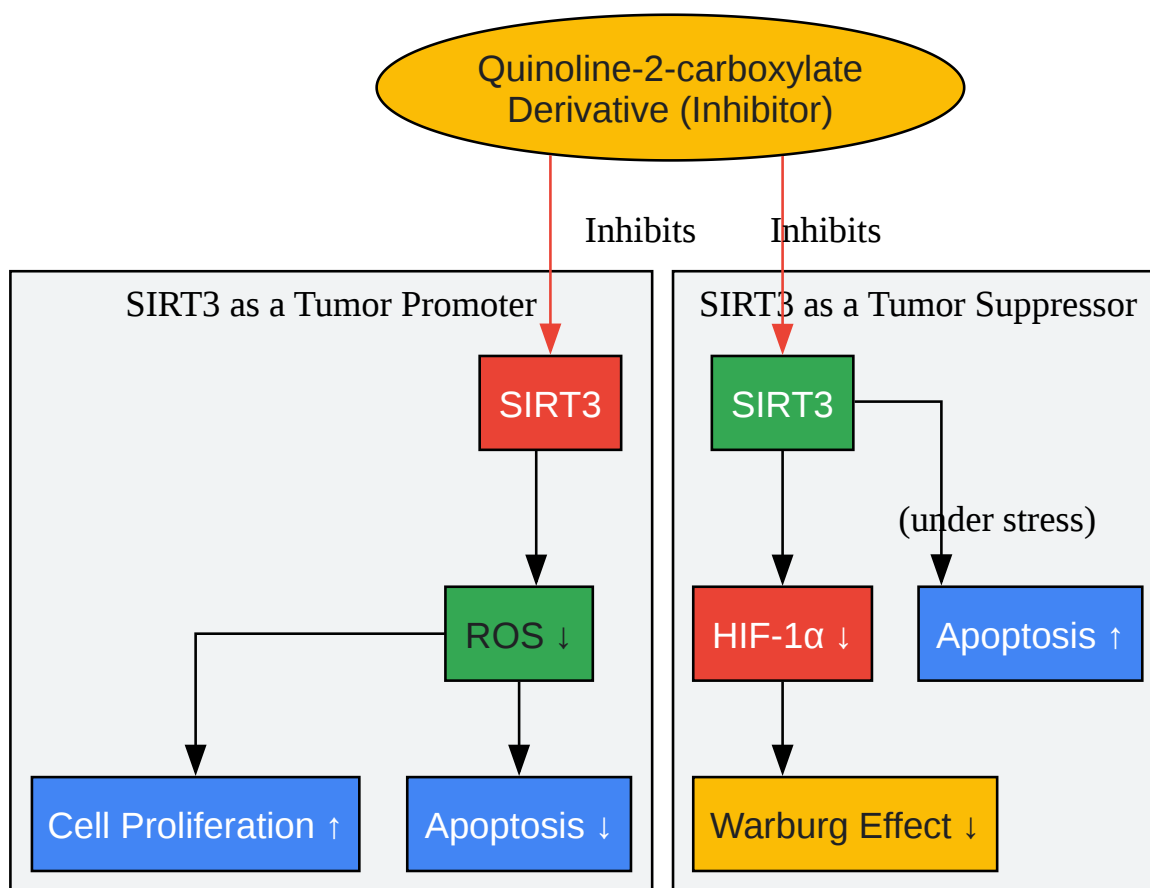 Quinoline-2-carboxylate
Derivative (Inhibitor)
Inhibits
Inhibits
SIRT3 as a Tumor Promoter
SIRT3 as a Tumor Suppressor
SIRT3
SIRT3
(under stress)
ROS ↓
HIF-1α ↓
Apoptosis ↑
Cell Proliferation ↑
Apoptosis ↓
Warburg Effect ↓